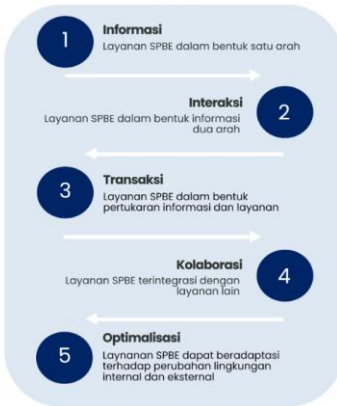 1
Informasi
Layanan SPBE dalam bentuk satu arah
Interaksi
2
Layanan SPBE dalam bentuk informasi
dua arah
3
Transaksi
Layanan SPBE dalam bentuk
pertukaran informasi dan layanan
Kolaborasi
4
Layanan SPBE terintegrasi dengan
layanan lain
5
Optimalisasi
Laynanan SPBE dapat beradaptasi
terhadap perubahan lingkungan
internal dan eksternal